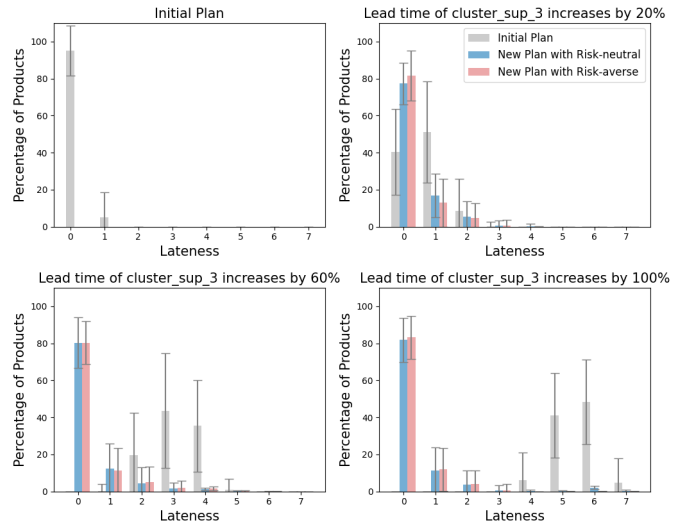 Initial Plan
Percentage of Products
100
80
60
40
20
0
0 1 2 3 4 5 6 7
Lateness
Lead time of cluster_sup_3 increases by 20%
Initial Plan
New Plan with Risk-neutral
New Plan with Risk-averse
Percentage of Products
100
80
60
40
20
0
0 1 2 3 4 5 6 7
Lateness
Lead time of cluster_sup_3 increases by 60%
Percentage of Products
100
80
60
40
20
0
0 1 2 3 4 5 6 7
Lateness
Lead time of cluster_sup_3 increases by 100%
Percentage of Products
100
80
60
40
20
0
0 1 2 3 4 5 6 7
Lateness